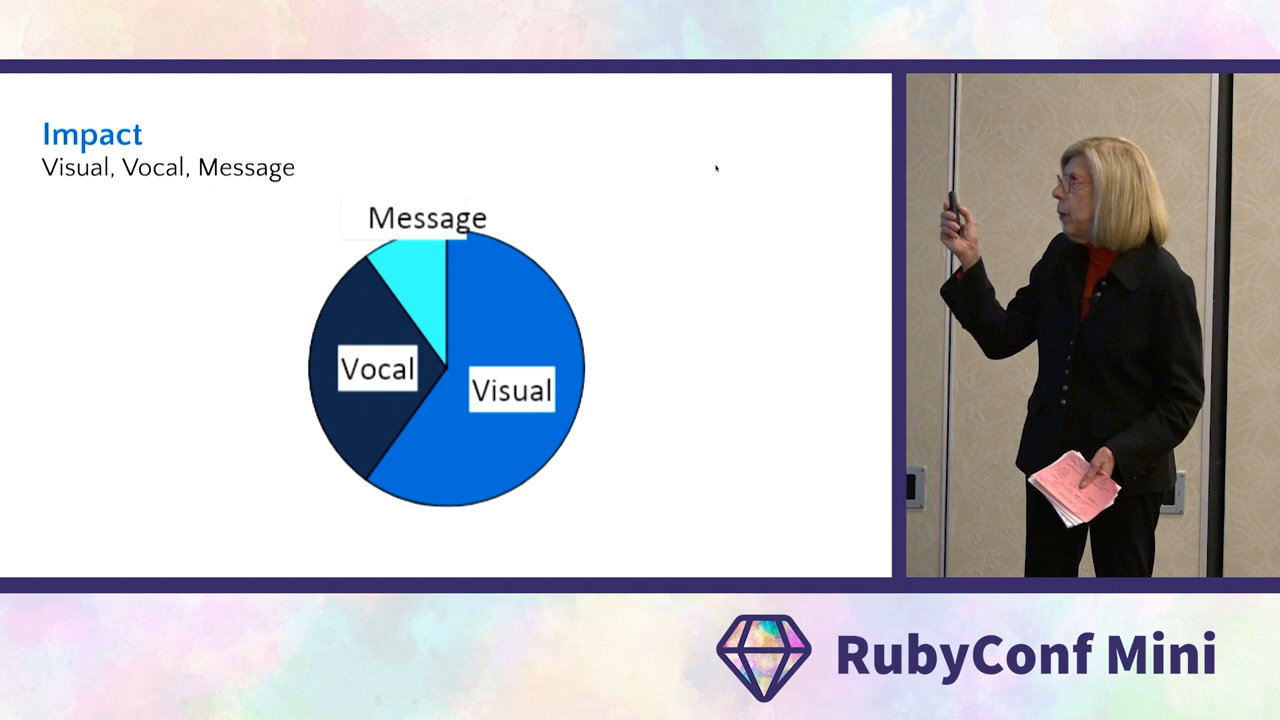 Impact
Visual, Vocal, Message
Message
Vocal
Visual
RubyConf Mini